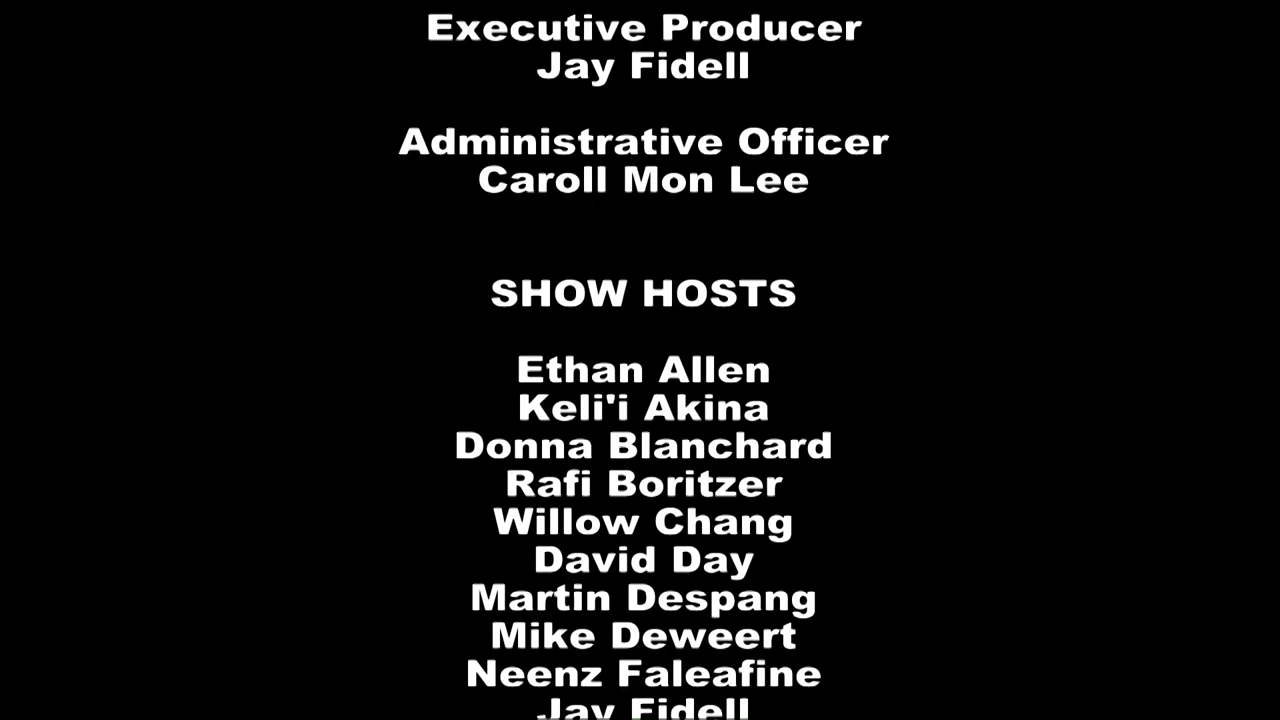 Executive Producer
Jay Fidell
Administrative Officer
Caroll Mon Lee
SHOW HOSTS
Ethan Allen
Keli'i Akina
Donna Blanchard
Rafi Boritzer
Willow Chang
David Day
Martin Despang
Mike Deweert
Neenz Faleafine
Jay Fidell